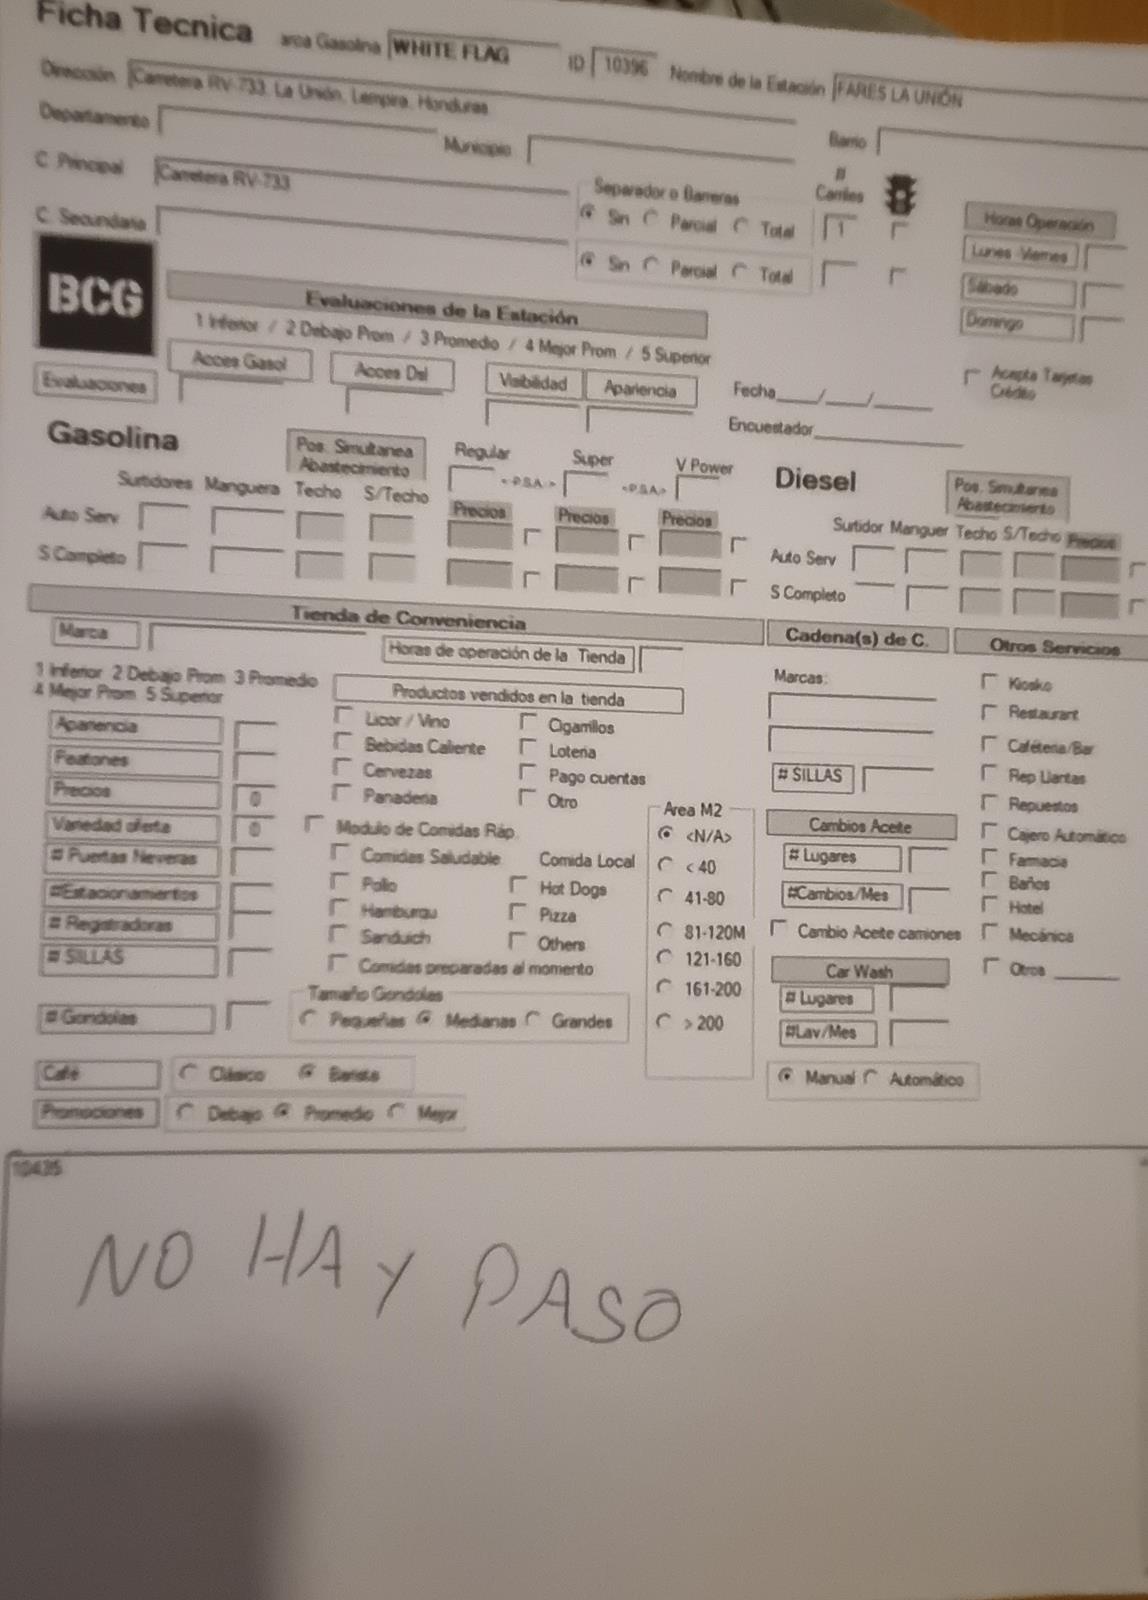 Ficha Tecnica arca Gasolina WHITE FLAG ID 10396 Nombre de la Estación FARES LA UNIÓN
Dirección Carretera RV-733, La Unión, Lempira, Honduras
Departamento Municipio Barrio
C. Principal Carretera RV-733 Separador o Barreras # Carriles
Sin Parcial Total 1
C. Secundaria Sin Parcial Total
Horas Operación
Lunes -Viernes
Sábado
Domingo
BCG
Evaluaciones de la Estación
1 Inferior / 2 Debajo Prom / 3 Promedio / 4 Mejor Prom / 5 Superior
Acces Gasol Acces Dsl Visibilidad Apariencia
Evaluaciones
Fecha___/___/____
Encuestador
Acepta Tarjetas
Crédito
Gasolina
Pos. Simultanea
Abastecimiento
Regular <-P.S.A.-> Super <-P.S.A-> V Power
Surtidores Manguera Techo S/Techo
Precios Precios Precios
Auto Serv
S Completo
Diesel
Pos. Simultanea
Abastecimiento
Surtidor Manguer Techo S/Techo Precios
Auto Serv
S Completo
Tienda de Conveniencia
Marca
Horas de operación de la Tienda
1 Inferior 2 Debajo Prom 3 Promedio
4 Mejor Prom 5 Superior
Apariencia
Peatones
Precios 0
Variedad oferta 0
# Puertas Neveras
#Estacionamientos
# Registradoras
# SILLAS
# Gondolas
Productos vendidos en la tienda
Licor / Vino Cigarrillos
Bebidas Caliente Loteria
Cervezas Pago cuentas
Panaderia Otro
Modulo de Comidas Ráp.
Comidas Saludable Comida Local
Pollo Hot Dogs
Hamburgu Pizza
Sanduich Others
Comidas preparadas al momento
Tamaño Gondolas
Pequeñas Medianas Grandes
Area M2
<N/A>
< 40
41-80
81-120M
121-160
161-200
> 200
Café Clásico Barista
Promociones Debajo Promedio Mejor
Cadena(s) de C.
Marcas:
# SILLAS
Cambios Aceite
# Lugares
#Cambios/Mes
Cambio Aceite camiones
Car Wash
# Lugares
#Lav/Mes
Manual Automático
Otros Servicios
Kiosko
Restaurant
Cafétería/Bar
Rep Llantas
Repuestos
Cajero Automático
Farmacia
Baños
Hotel
Mecánica
Otros
10435
NO HAY PASO